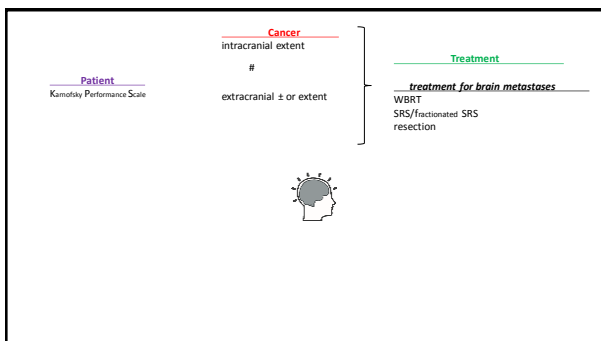 Cancer
intracranial extent
#
extracranial ± or extent
Patient
Karnofsky Performance Scale
Treatment
treatment for brain metastases
WBRT
SRS/fractionated SRS
resection